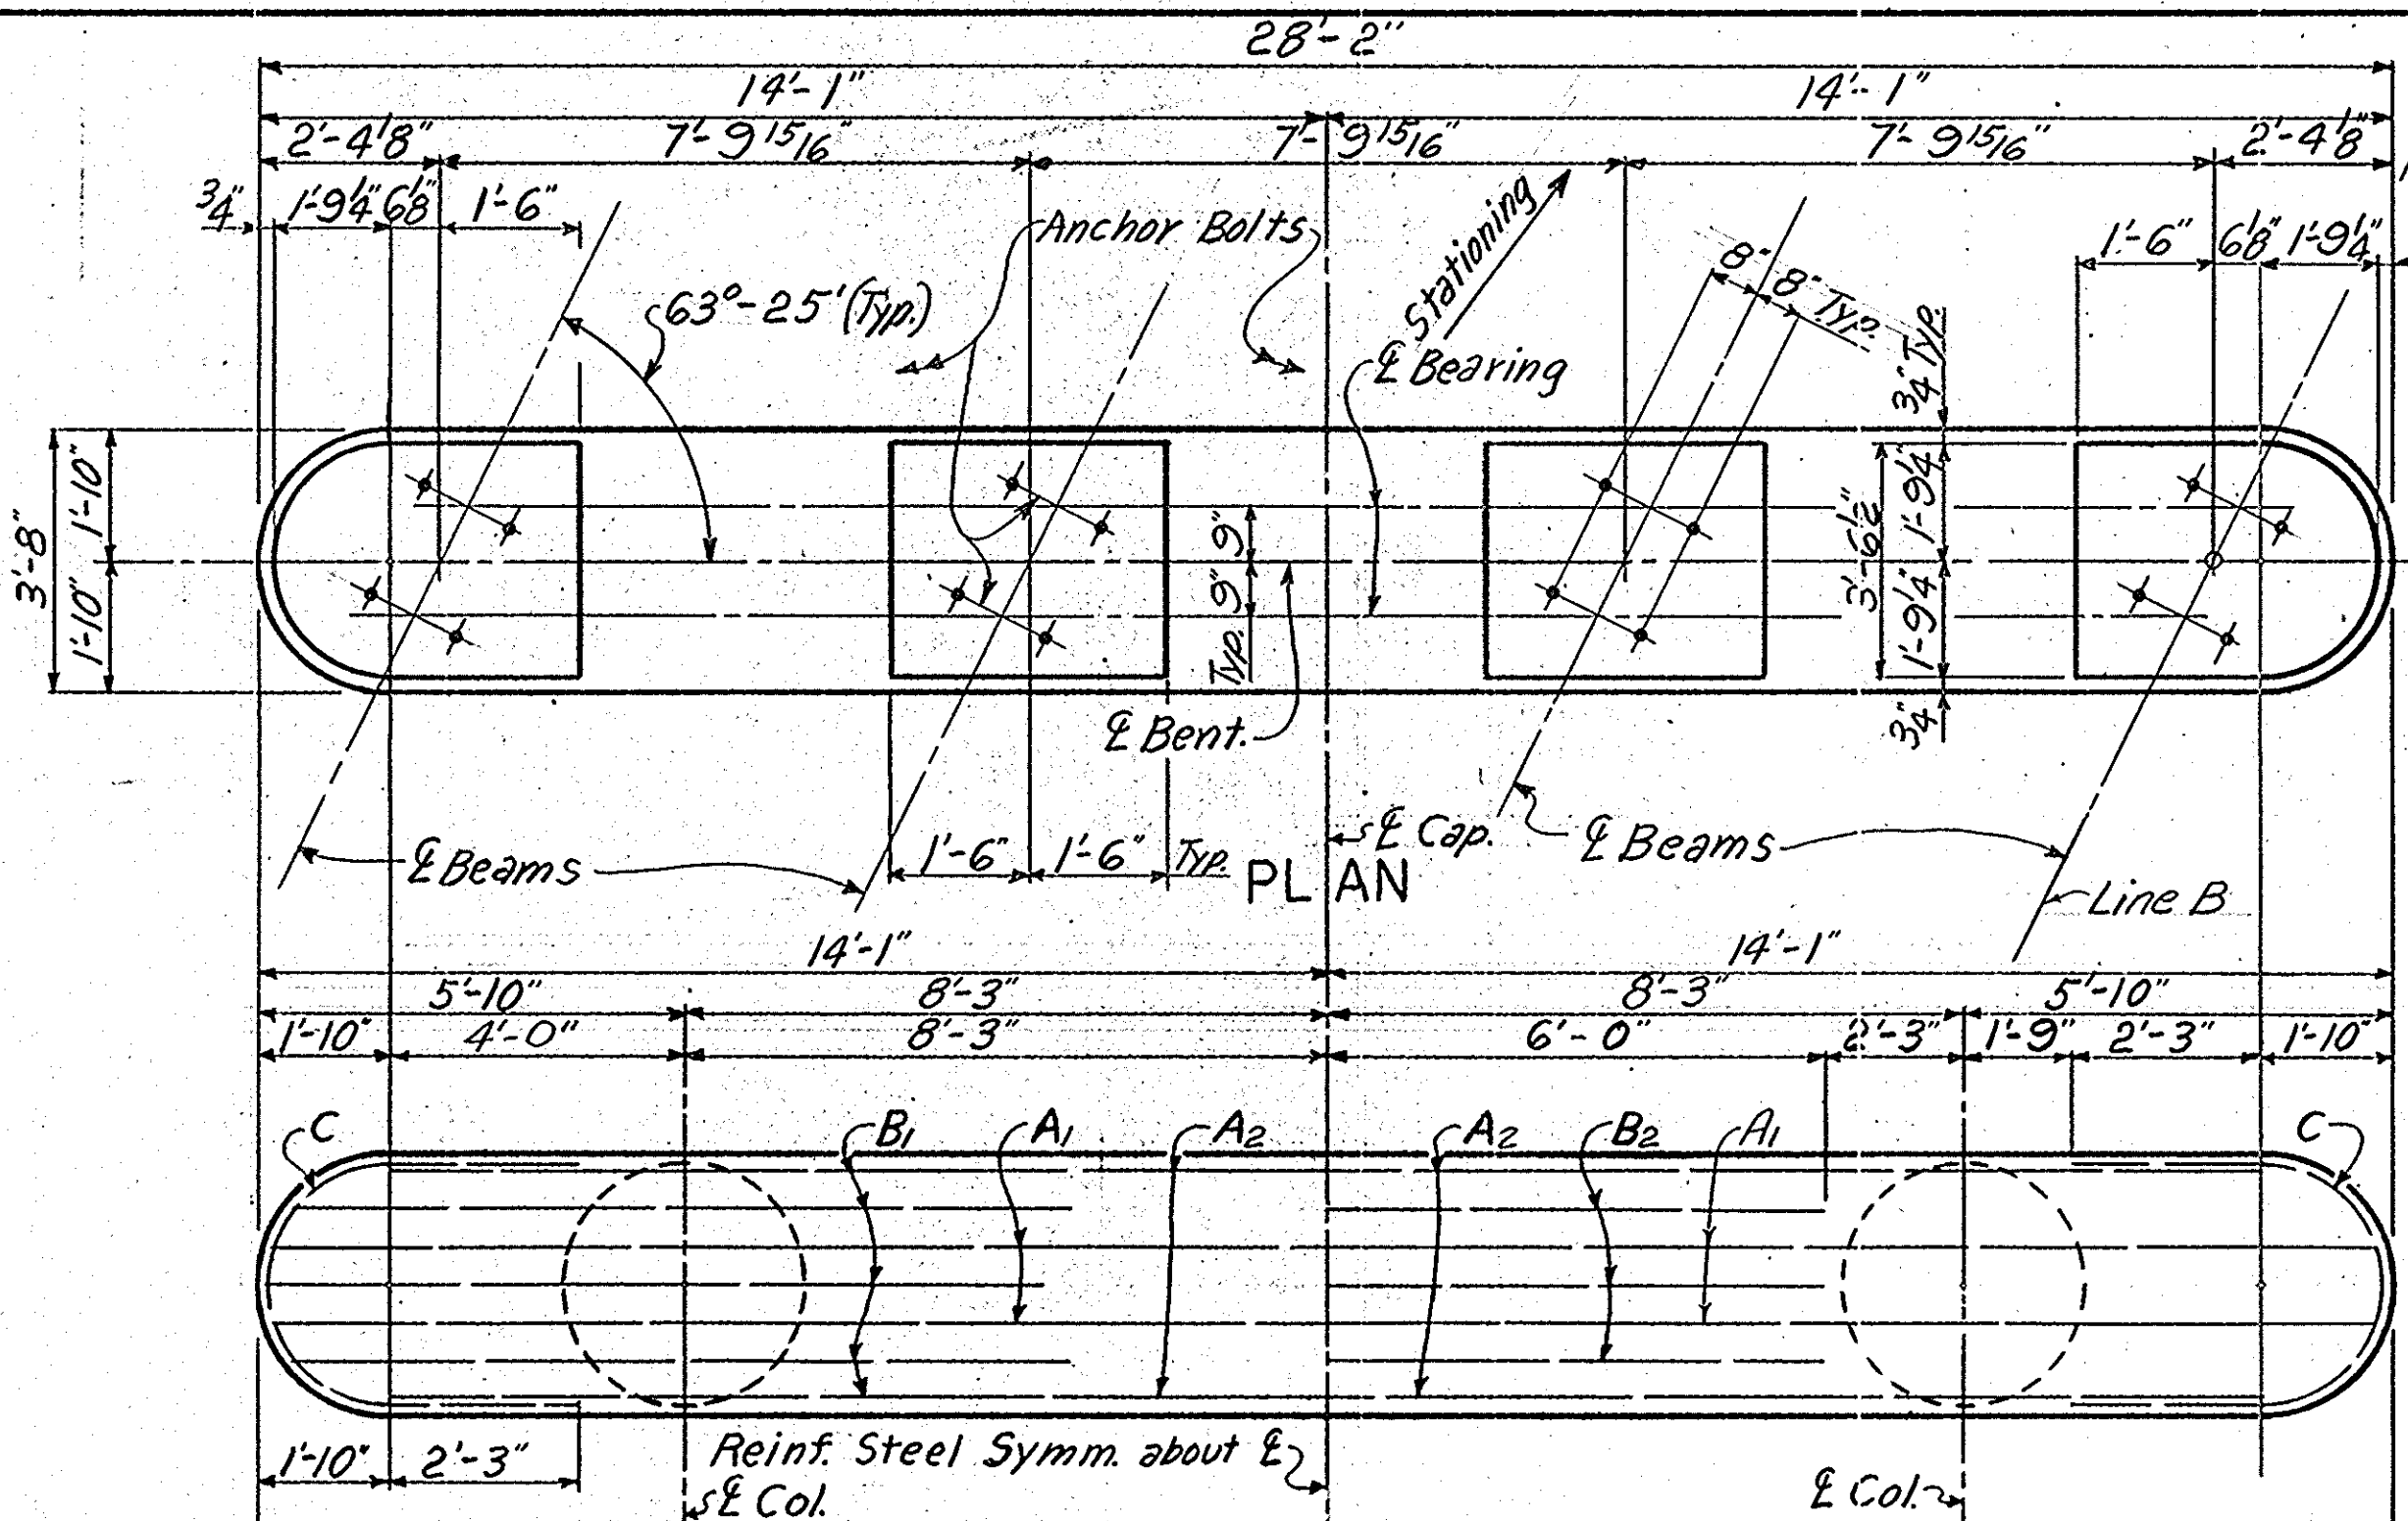 28'-2"
14'-1" 14'-1"
2'-4 1/8" 7'-9 15/16" 7'-9 15/16" 7'-9 15/16" 2'-4 1/8"
3/4" 1'-9 1/4" 6 1/8" 1'-6" Anchor Bolts Stationing 8" 8" Typ. 1'-6" 6 1/8" 1'-9 1/4"
63°-25' (Typ.)
℄ Bearing
3/4" Typ.
3'-8" 1'-10" 1'-10"
9" Typ. 9"
3'-6 1/2" 1'-9 1/4" 1'-9 1/4"
3/4"
℄ Bent.
℄ Beams 1'-6" 1'-6" Typ. ℄ Cap. ℄ Beams
PLAN
Line B
14'-1" 14'-1"
5'-10" 8'-3" 8'-3" 5'-10"
1'-10" 4'-0" 8'-3" 6'-0" 2'-3" 1'-9" 2'-3" 1'-10"
C B1 A1 A2 A2 B2 A1 C
1'-10" 2'-3" Reinf. Steel Symm. about ℄
℄ Col. ℄ Col.